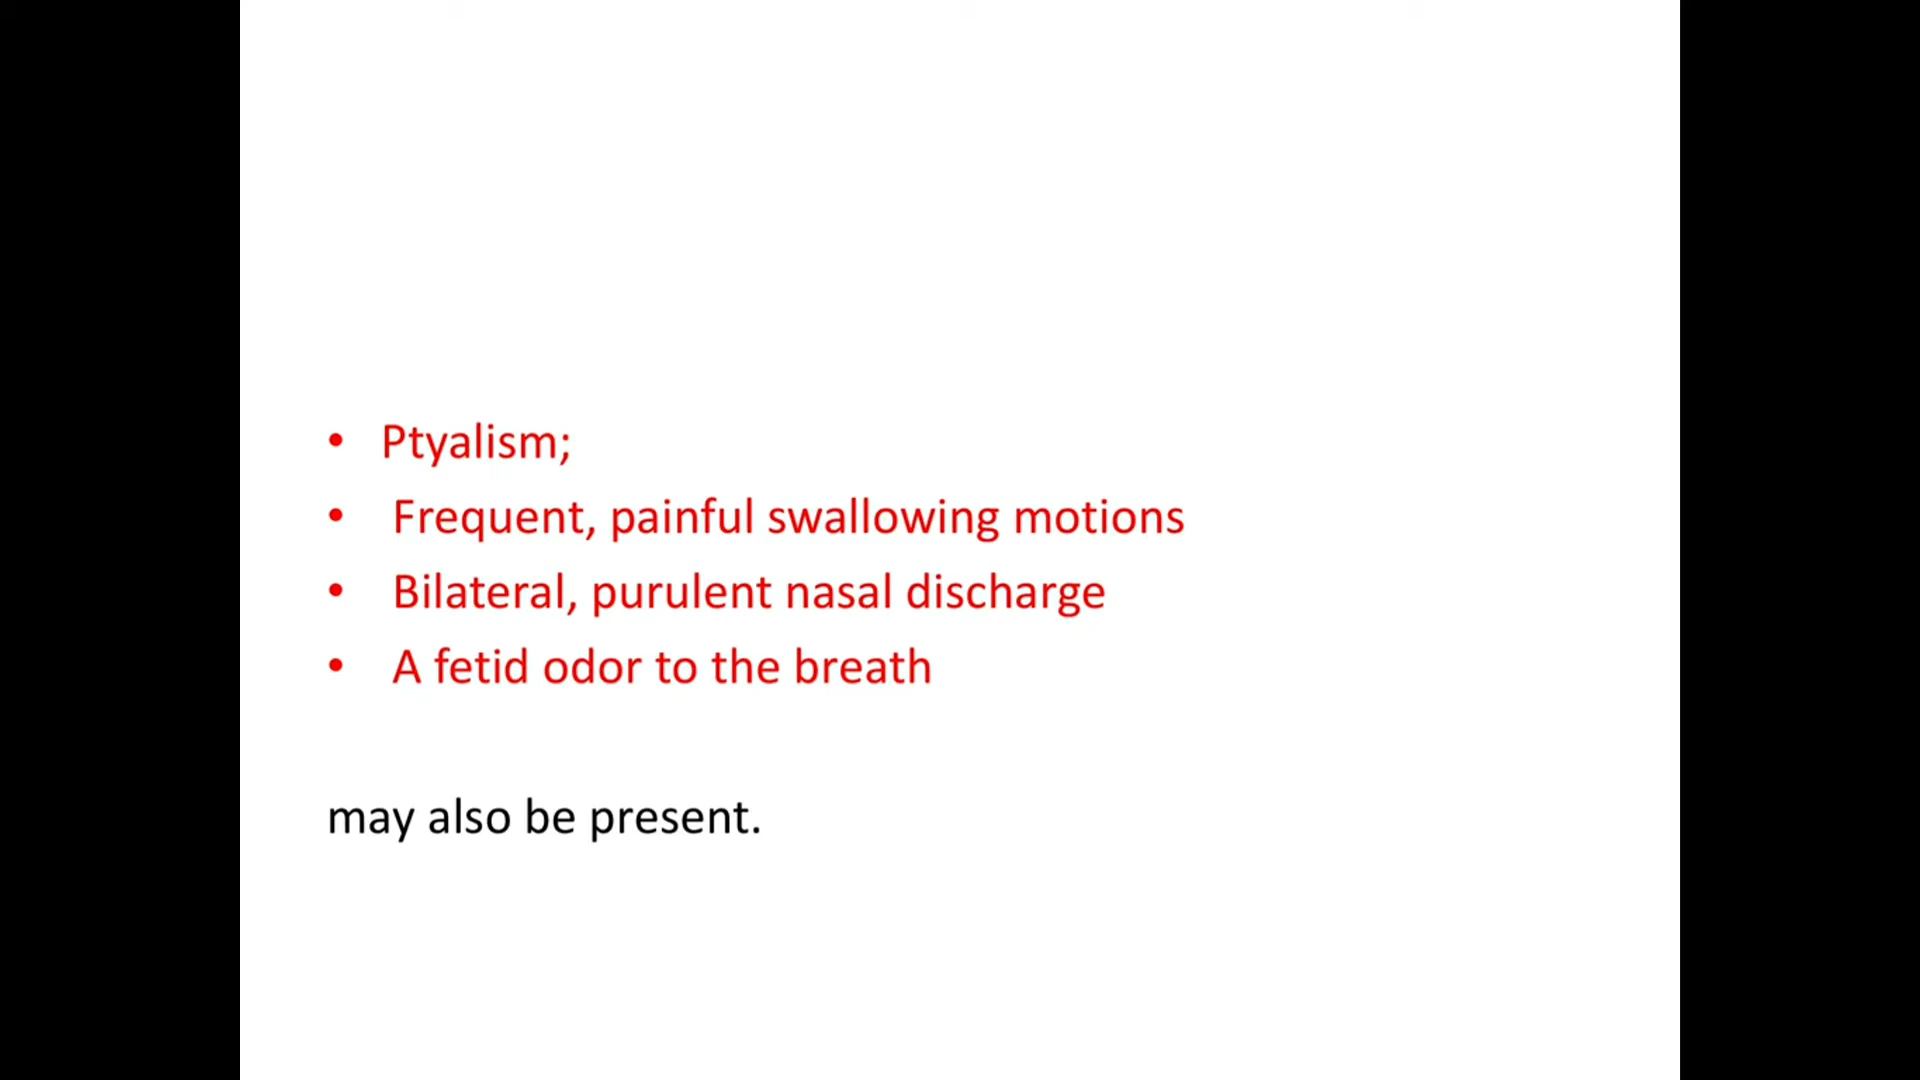 • Ptyalism;
• Frequent, painful swallowing motions
• Bilateral, purulent nasal discharge
• A fetid odor to the breath
may also be present.